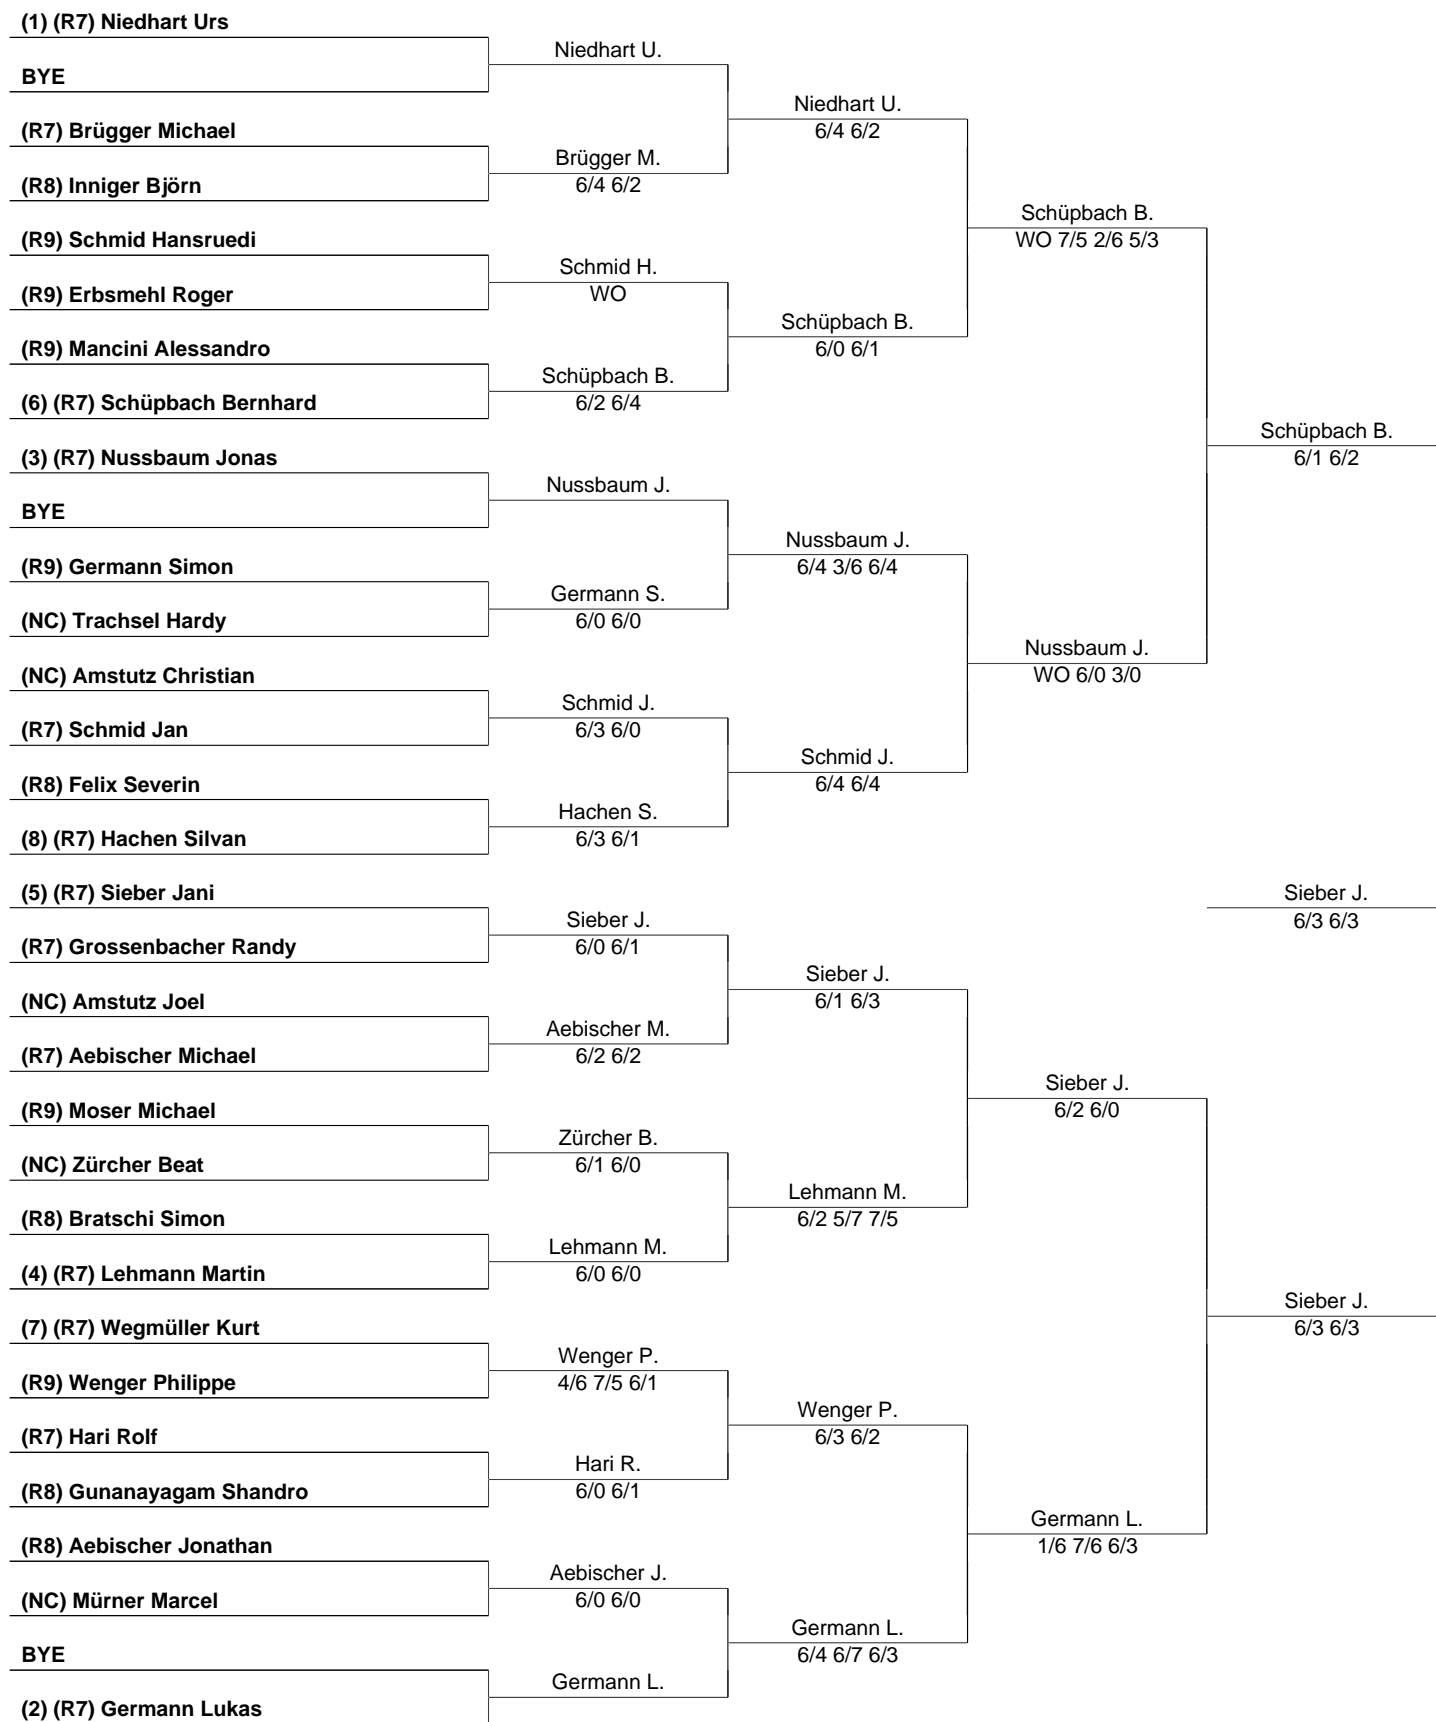 (1) (R7) Niedhart Urs
BYE
(R7) Brügger Michael
(R8) Inniger Björn
(R9) Schmid Hansruedi
(R9) Erbsmehl Roger
(R9) Mancini Alessandro
(6) (R7) Schüpbach Bernhard
(3) (R7) Nussbaum Jonas
BYE
(R9) Germann Simon
(NC) Trachsel Hardy
(NC) Amstutz Christian
(R7) Schmid Jan
(R8) Felix Severin
(8) (R7) Hachen Silvan
(5) (R7) Sieber Jani
(R7) Grossenbacher Randy
(NC) Amstutz Joel
(R7) Aebischer Michael
(R9) Moser Michael
(NC) Zürcher Beat
(R8) Bratschi Simon
(4) (R7) Lehmann Martin
(7) (R7) Wegmüller Kurt
(R9) Wenger Philippe
(R7) Hari Rolf
(R8) Gunanayagam Shandro
(R8) Aebischer Jonathan
(NC) Mürner Marcel
BYE
(2) (R7) Germann Lukas
Niedhart U.
Brügger M.
6/4 6/2
Schmid H.
WO
Schüpbach B.
6/2 6/4
Nussbaum J.
Germann S.
6/0 6/0
Schmid J.
6/3 6/0
Hachen S.
6/3 6/1
Sieber J.
6/0 6/1
Aebischer M.
6/2 6/2
Zürcher B.
6/1 6/0
Lehmann M.
6/0 6/0
Wenger P.
4/6 7/5 6/1
Hari R.
6/0 6/1
Aebischer J.
6/0 6/0
Germann L.
Niedhart U.
6/4 6/2
Schüpbach B.
6/0 6/1
Nussbaum J.
6/4 3/6 6/4
Schmid J.
6/4 6/4
Sieber J.
6/1 6/3
Lehmann M.
6/2 5/7 7/5
Wenger P.
6/3 6/2
Germann L.
6/4 6/7 6/3
Schüpbach B.
WO 7/5 2/6 5/3
Nussbaum J.
WO 6/0 3/0
Sieber J.
6/2 6/0
Germann L.
1/6 7/6 6/3
Schüpbach B.
6/1 6/2
Sieber J.
6/3 6/3
Sieber J.
6/3 6/3